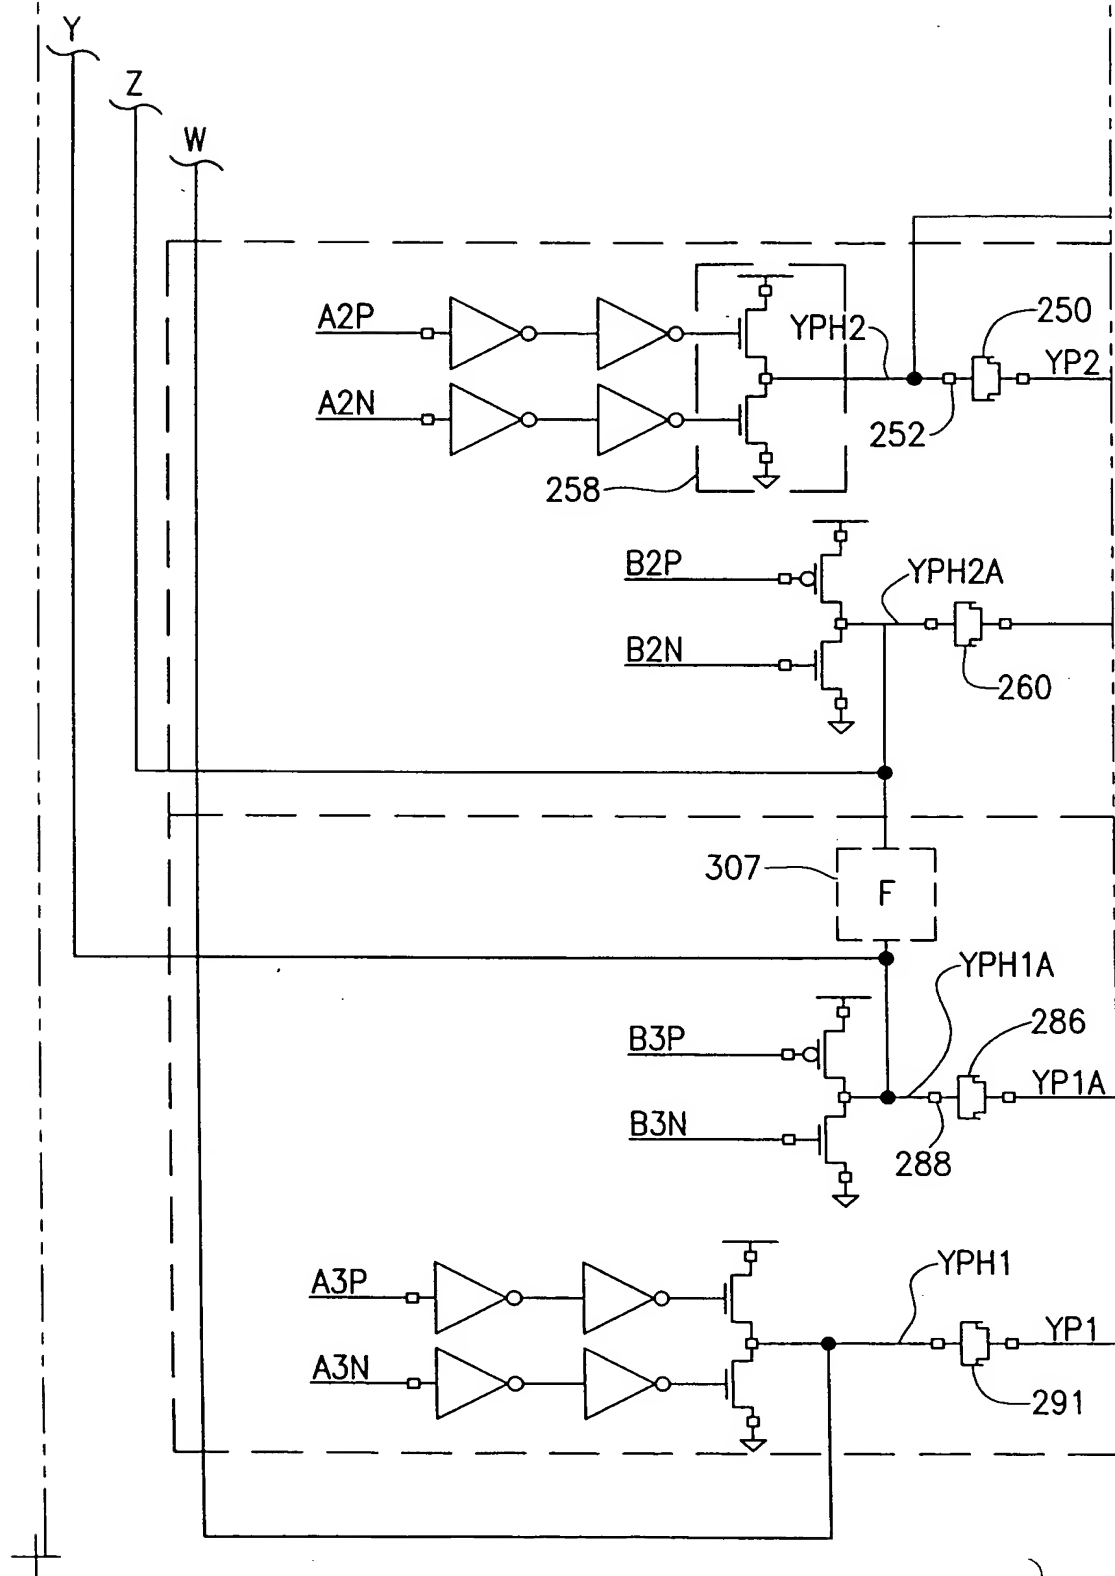 Y
Z
W
A2P
YPH2
250
YP2
A2N
252
258
B2P
YPH2A
B2N
260
307
F
YPH1A
B3P
286
YP1A
B3N
288
A3P
YPH1
YP1
A3N
291